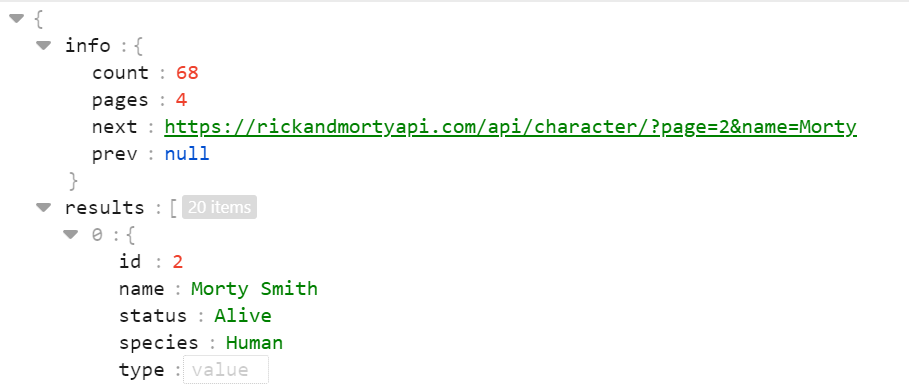 {
info :{
count : 68
pages : 4
next : https://rickandmortyapi.com/api/character/?page=2&name=Morty
prev : null
}
results :[ 20 items
0 :{
id : 2
name : Morty Smith
status : Alive
species : Human
type : value